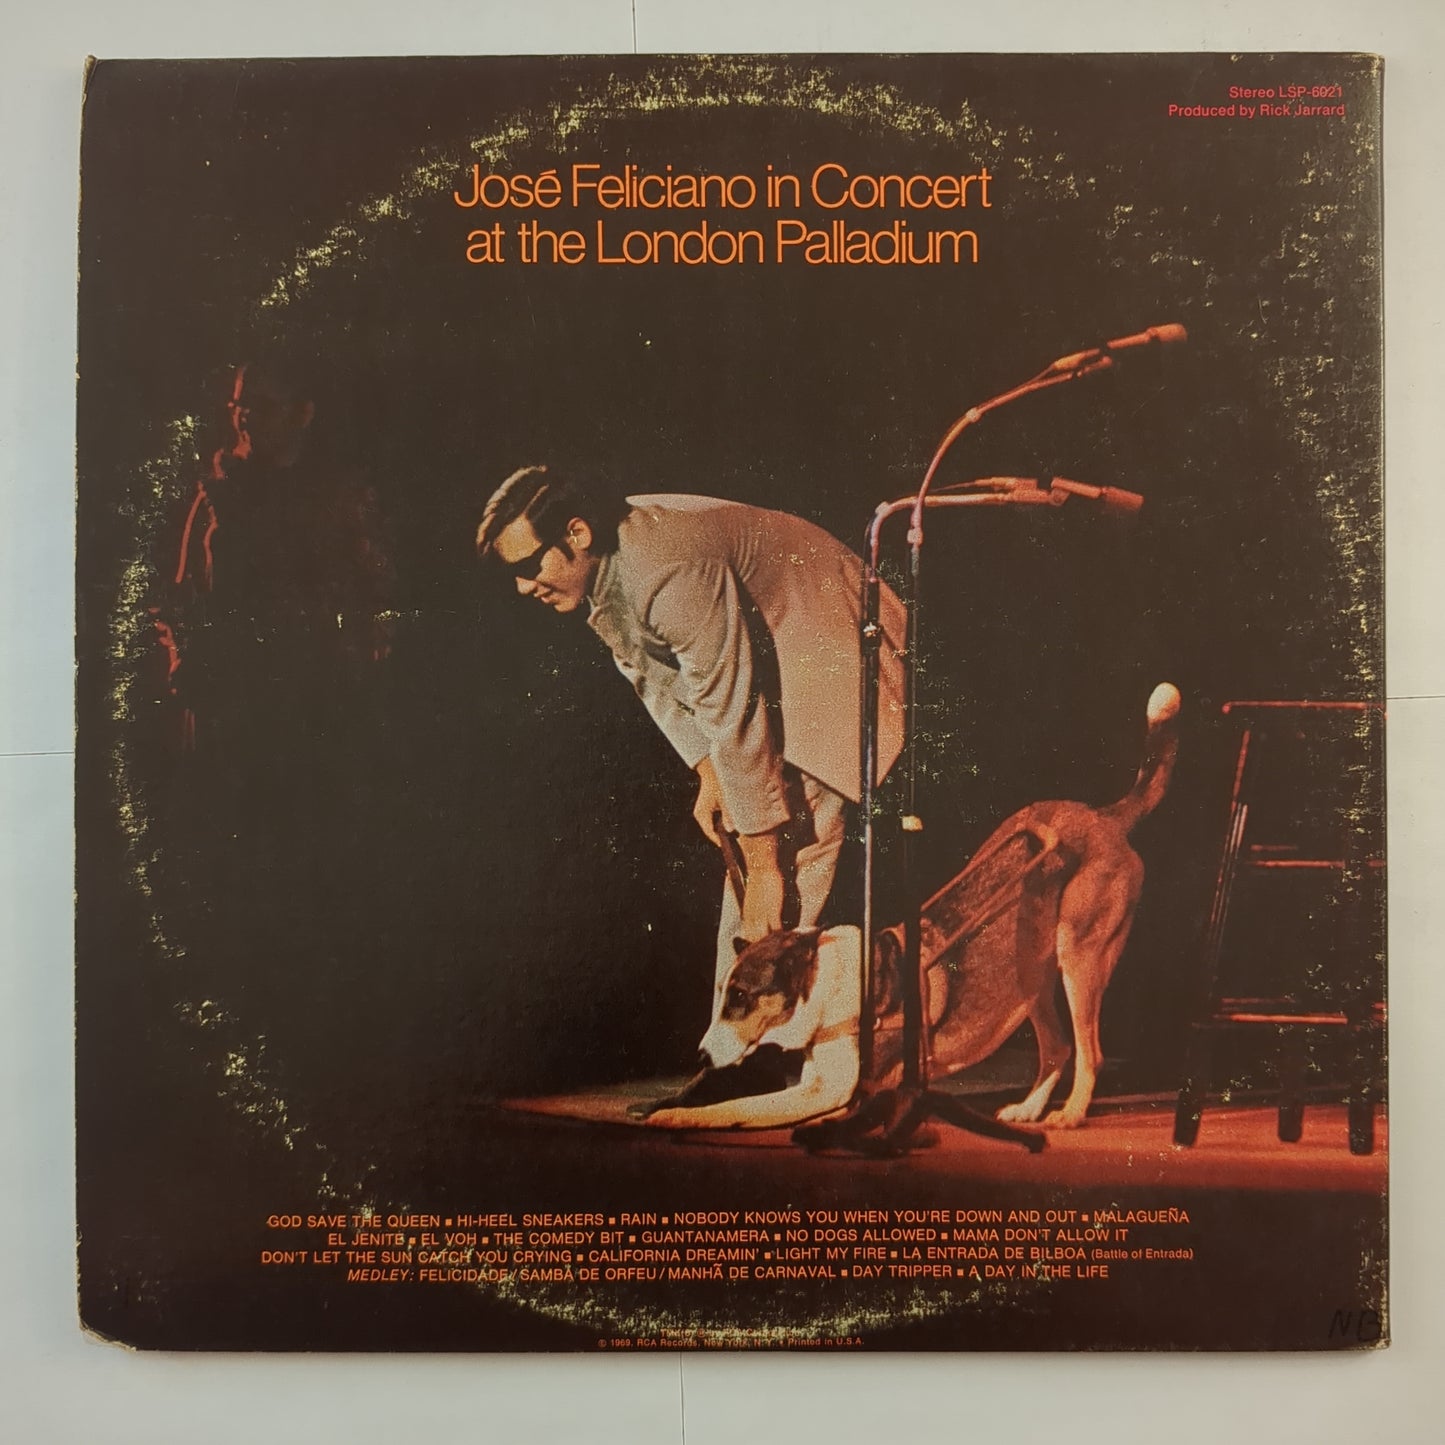 Stereo LSP-6021
Produced by Rick Jarrard
José Feliciano in Concert
at the London Palladium
GOD SAVE THE QUEEN ■ HI-HEEL SNEAKERS ■ RAIN ■ NOBODY KNOWS YOU WHEN YOU'RE DOWN AND OUT ■ MALAGUEÑA
EL JENITE ■ EL VOH ■ THE COMEDY BIT ■ GUANTANAMERA ■ NO DOGS ALLOWED ■ MAMA DON'T ALLOW IT
DON'T LET THE SUN CATCH YOU CRYING ■ CALIFORNIA DREAMIN' ■ LIGHT MY FIRE ■ LA ENTRADA DE BILBOA (Battle of Entrada)
MEDLEY: FELICIDADE/SAMBA DE ORFEU/MANHÃ DE CARNAVAL ■ DAY TRIPPER ■ A DAY IN THE LIFE
© 1969, RCA Records, New York, N.Y. • Printed in U.S.A.
NB